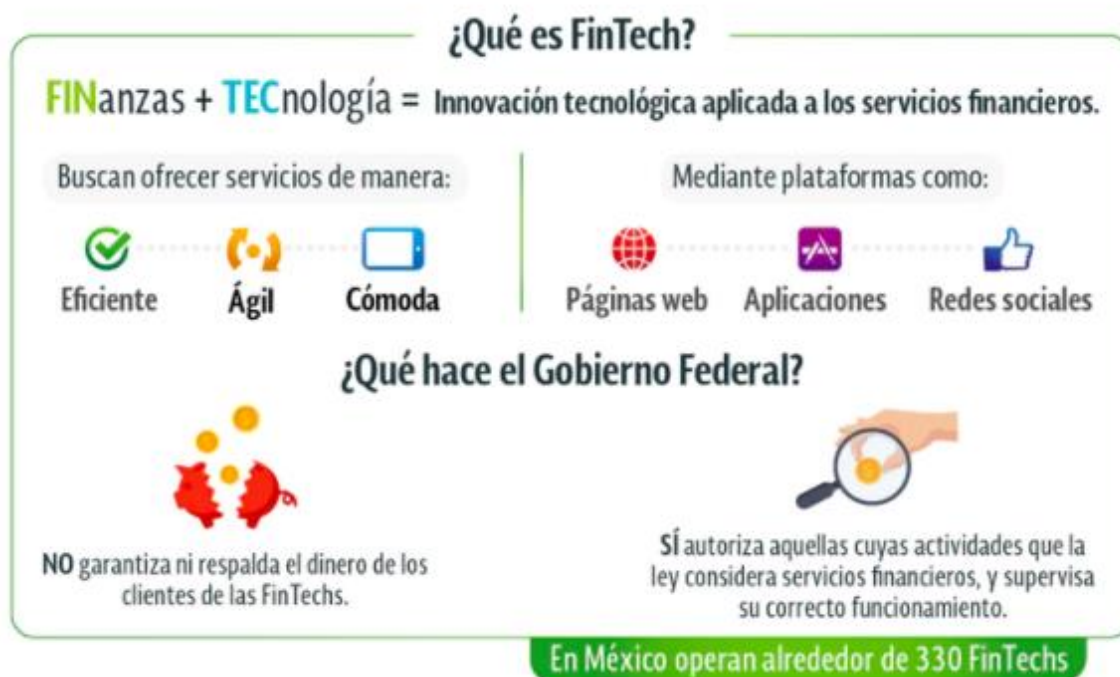 ¿Qué es FinTech?
FINanzas + TECnología = Innovación tecnológica aplicada a los servicios financieros.
Buscan ofrecer servicios de manera:
Eficiente
Ágil
Cómoda
Mediante plataformas como:
Páginas web
Aplicaciones
Redes sociales
¿Qué hace el Gobierno Federal?
NO garantiza ni respalda el dinero de los
clientes de las FinTechs.
SÍ autoriza aquellas cuyas actividades que la
ley considera servicios financieros, y supervisa
su correcto funcionamiento.
En México operan alrededor de 330 FinTechs